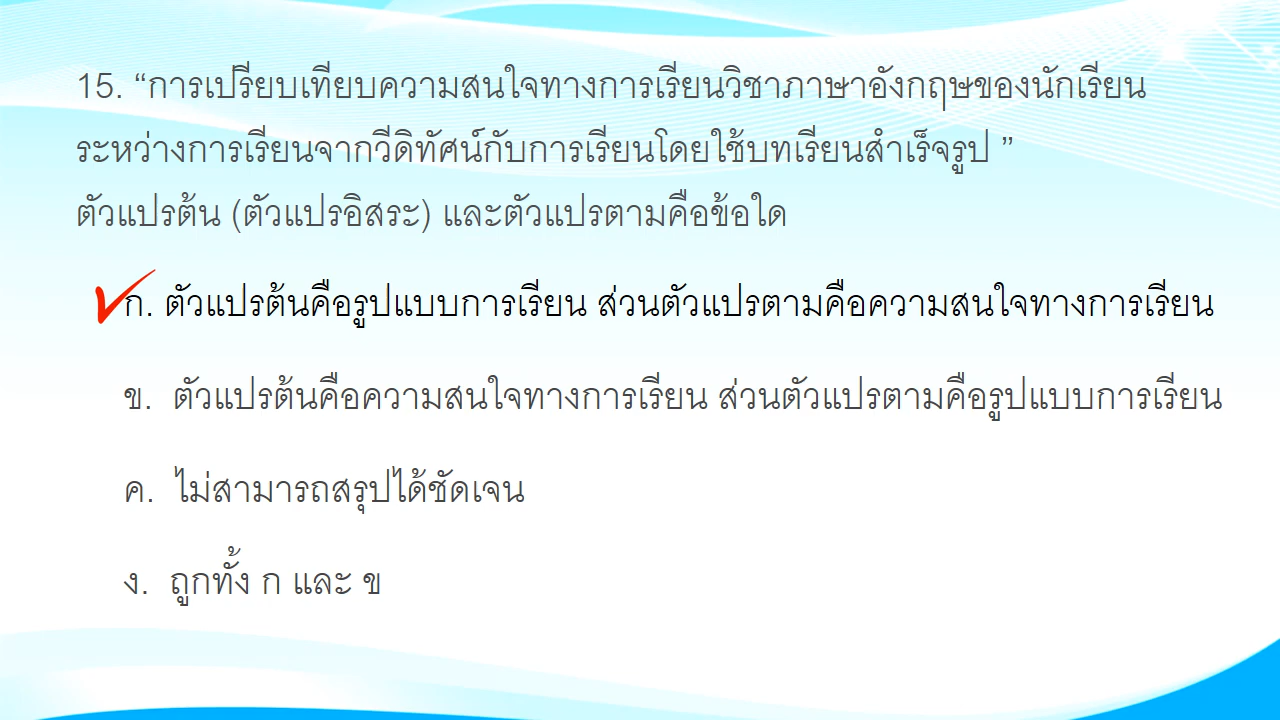 15. “การเปรียบเทียบความสนใจทางการเรียนวิชาภาษาอังกฤษของนักเรียน
ระหว่างการเรียนจากวีดิทัศน์กับการเรียนโดยใช้บทเรียนสำเร็จรูป ”
ตัวแปรต้น (ตัวแปรอิสระ) และตัวแปรตามคือข้อใด
ก. ตัวแปรต้นคือรูปแบบการเรียน ส่วนตัวแปรตามคือความสนใจทางการเรียน
ข. ตัวแปรต้นคือความสนใจทางการเรียน ส่วนตัวแปรตามคือรูปแบบการเรียน
ค. ไม่สามารถสรุปได้ชัดเจน
ง. ถูกทั้ง ก และ ข